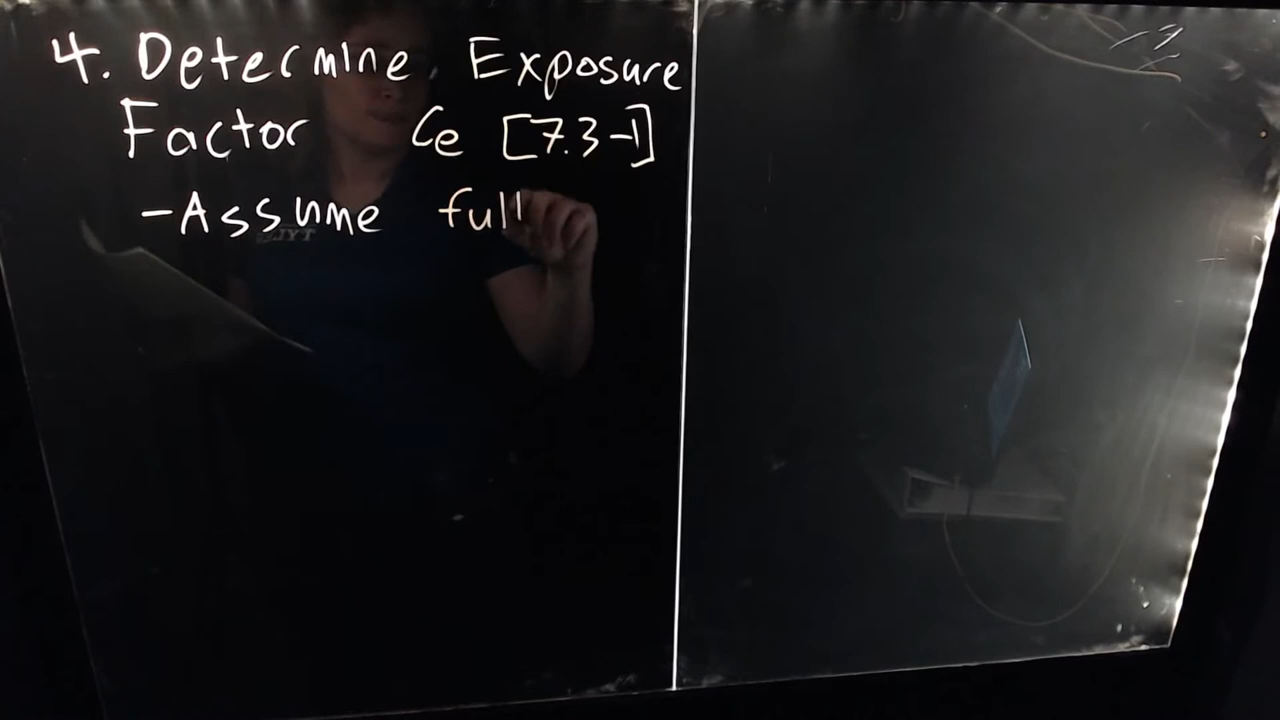 4. Determine Exposure
Factor Ce [7.3-1]
-Assume full